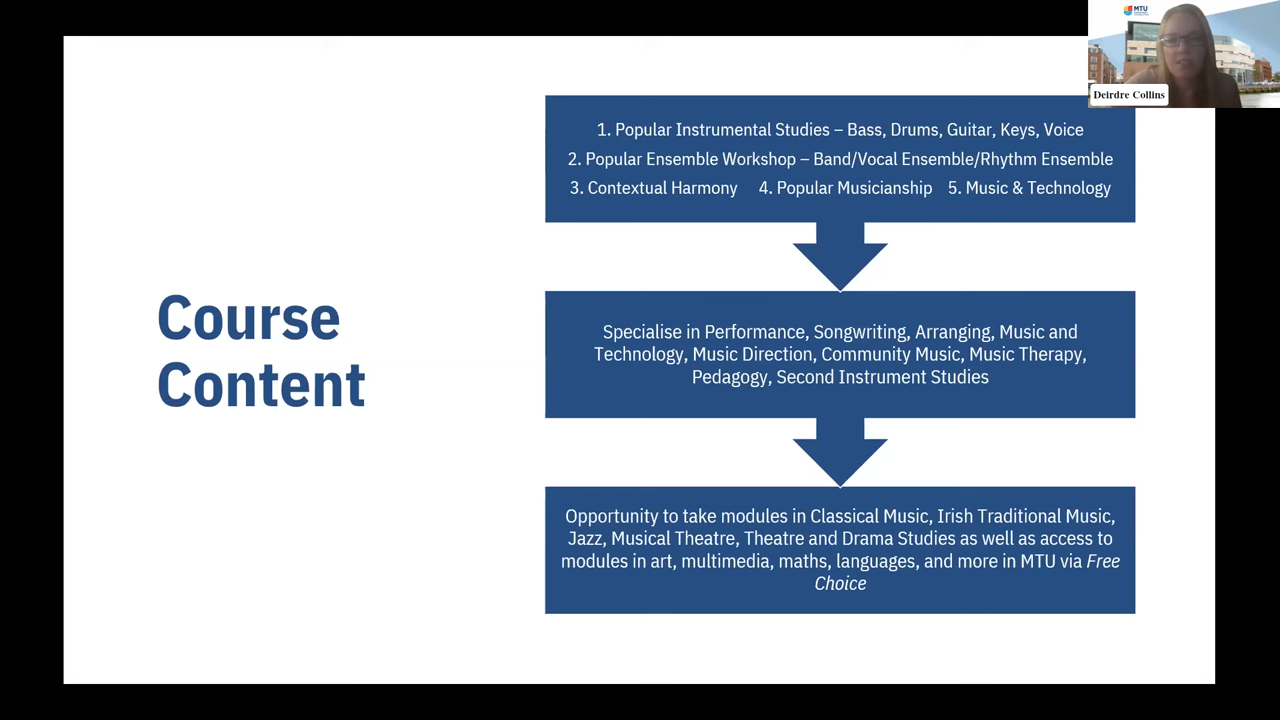 MTU
Deirdre Collins
Course
Content
1. Popular Instrumental Studies – Bass, Drums, Guitar, Keys, Voice
2. Popular Ensemble Workshop – Band/Vocal Ensemble/Rhythm Ensemble
3. Contextual Harmony 4. Popular Musicianship 5. Music & Technology
Specialise in Performance, Songwriting, Arranging, Music and
Technology, Music Direction, Community Music, Music Therapy,
Pedagogy, Second Instrument Studies
Opportunity to take modules in Classical Music, Irish Traditional Music,
Jazz, Musical Theatre, Theatre and Drama Studies as well as access to
modules in art, multimedia, maths, languages, and more in MTU via Free
Choice